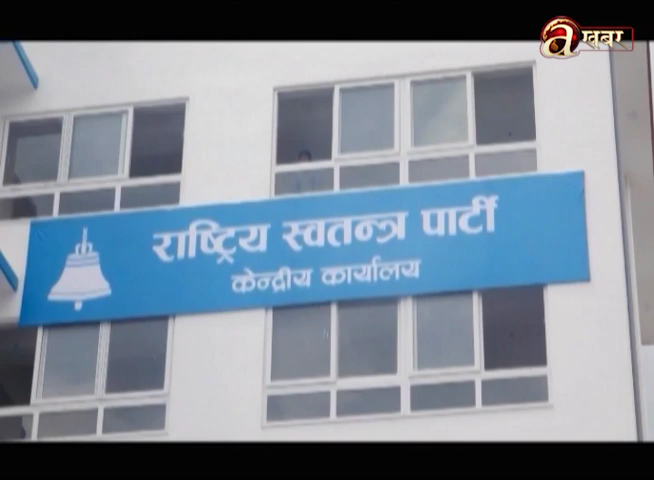 a खबर
राष्ट्रिय स्वतन्त्र पार्टी
केन्द्रीय कार्यालय